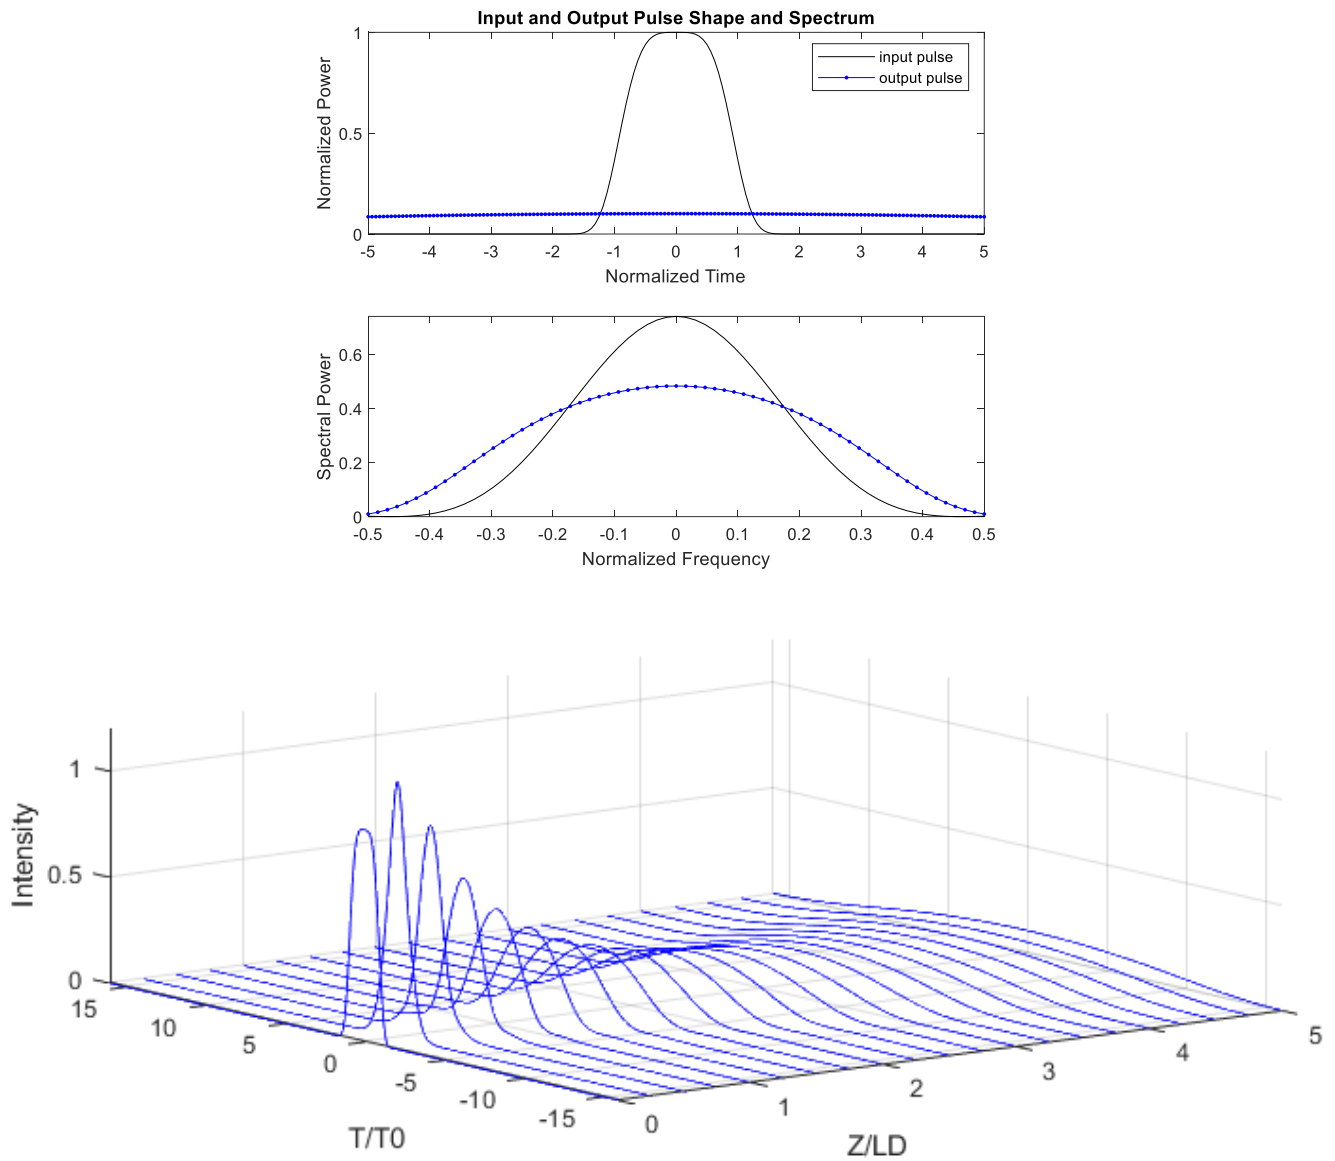 Input and Output Pulse Shape and Spectrum
Normalized Power
1
0.5
0
input pulse
output pulse
-5 -4 -3 -2 -1 0 1 2 3 4 5
Normalized Time
Spectral Power
0.6
0.4
0.2
0
-0.5 -0.4 -0.3 -0.2 -0.1 0 0.1 0.2 0.3 0.4 0.5
Normalized Frequency
Intensity
1
0.5
0
15 10 5 0 -5 -10 -15
T/T0
0 1 2 3 4 5
Z/LD